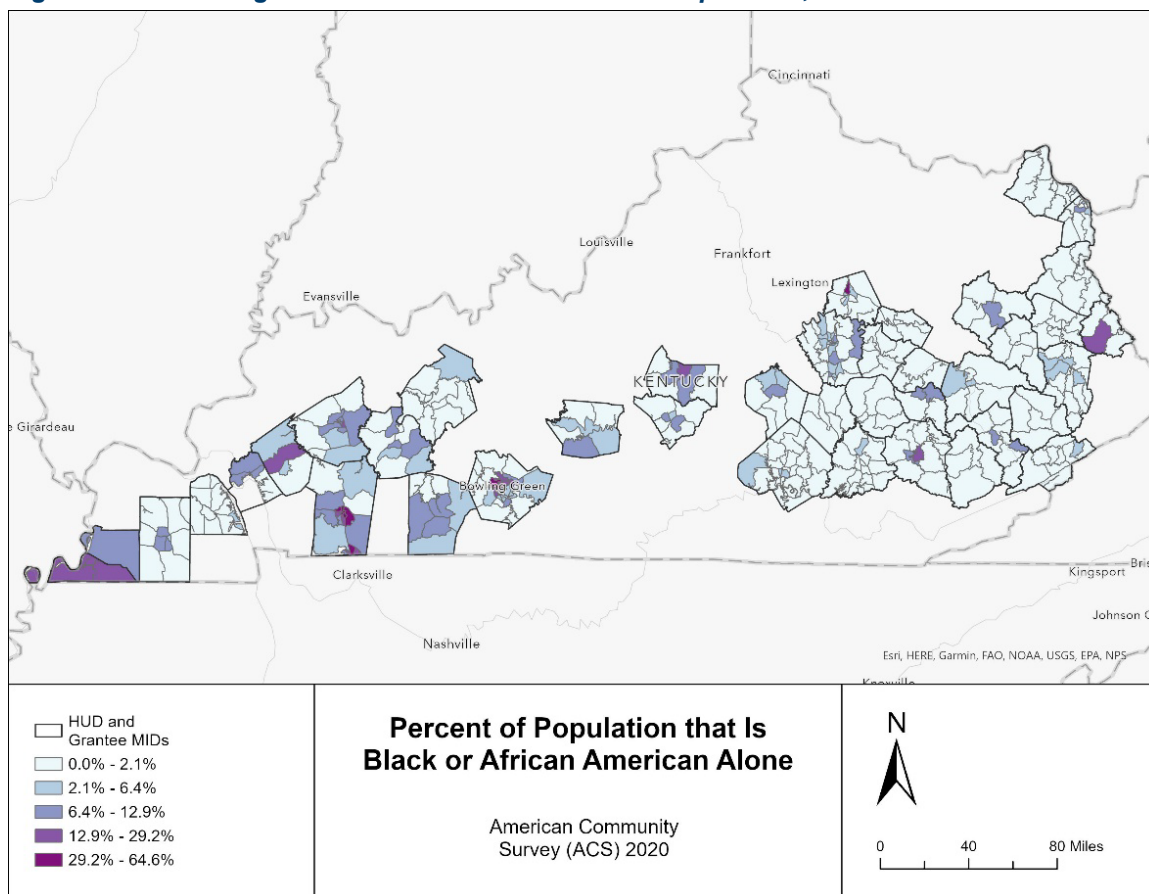 Cincinnati
Louisville
Frankfort
Lexington
Evansville
KENTUCKY
e Girardeau
Bowling Green
Clarksville
Kingsport
Bris
Johnson C
Nashville
Esri, HERE, Garmin, FAO, NOAA, USGS, EPA, NPS
HUD and
Grantee MIDs
0.0% - 2.1%
2.1% - 6.4%
6.4% - 12.9%
12.9% - 29.2%
29.2% - 64.6%
Percent of Population that Is
Black or African American Alone
American Community
Survey (ACS) 2020
N
0 40 80 Miles